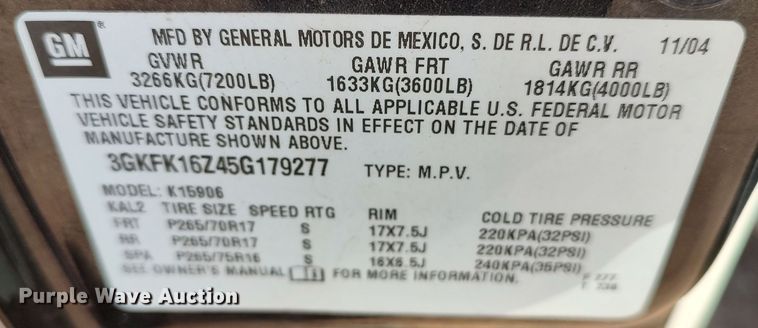 GM
MFD BY GENERAL MOTORS DE MEXICO, S. DE R.L. DE C.V. 11/04
GVWR GAWR FRT GAWR RR
3266KG(7200LB) 1633KG(3600LB) 1814KG(4000LB)
THIS VEHICLE CONFORMS TO ALL APPLICABLE U.S. FEDERAL MOTOR
VEHICLE SAFETY STANDARDS IN EFFECT ON THE DATE OF
MANUFACTURE SHOWN ABOVE.
3GKFK16Z45G179277 TYPE: M.P.V.
MODEL: K15906
KAL2 TIRE SIZE SPEED RTG RIM COLD TIRE PRESSURE
FRT P265/70R17 S 17X7.5J 220KPA(32PSI)
RR P265/70R17 S 17X7.5J 220KPA(32PSI)
SPA P265/75R16 S 16X6.5J 240KPA(35PSI)
SEE OWNER'S MANUAL FOR MORE INFORMATION.
Purple Wave Auction